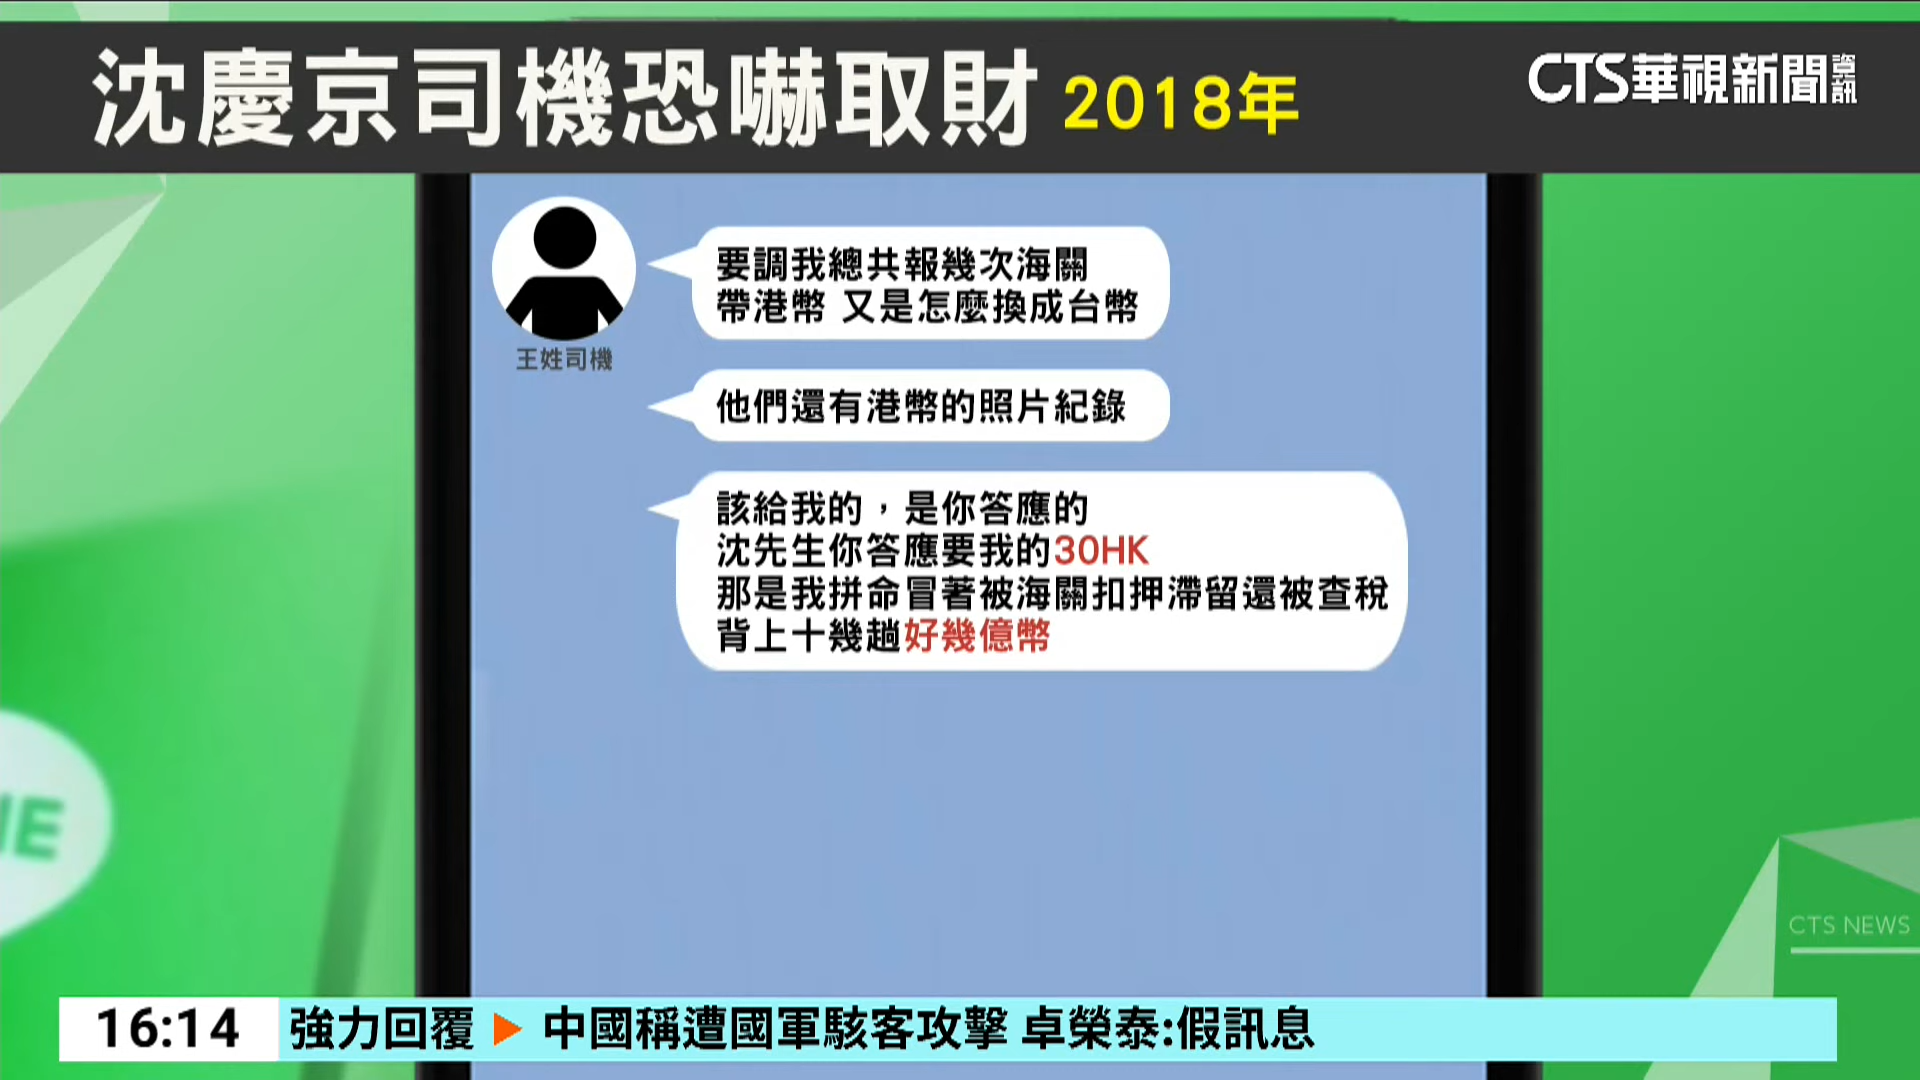 沈慶京司機恐嚇取財 2018年
CTS華視新聞資訊
要調我總共報幾次海關
帶港幣 又是怎麼換成台幣
王姓司機
他們還有港幣的照片紀錄
該給我的，是你答應的
沈先生你答應要我的30HK
那是我拼命冒著被海關扣押滯留還被查稅
背上十幾趟好幾億幣
NE
CTS NEWS
16:14 強力回覆 ▶ 中國稱遭國軍駭客攻擊 卓榮泰:假訊息